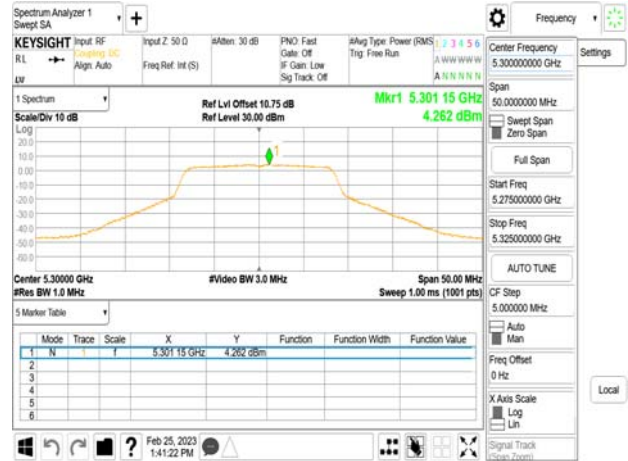 Spectrum Analyzer 1
Swept SA
+
Frequency
KEYSIGHT
Input: RF
Coupling: DC
Align: Auto
Input Z: 50 Ω
Freq Ref: Int (S)
#Atten: 30 dB
PNO: Fast
Gate: Off
IF Gain: Low
Sig Track: Off
#Avg Type: Power (RMS
Trig: Free Run
1 2 3 4 5 6
A W W W W W
A N N N N N
RL
Center Frequency
5.300000000 GHz
Settings
Span
50.0000000 MHz
Swept Span
Zero Span
Full Span
Start Freq
5.275000000 GHz
Stop Freq
5.325000000 GHz
AUTO TUNE
CF Step
5.000000 MHz
Auto
Man
Freq Offset
0 Hz
X Axis Scale
Log
Lin
Signal Track
(Span Zoom)
Local
1 Spectrum
Scale/Div 10 dB
Ref Lvl Offset 10.75 dB
Ref Level 30.00 dBm
Mkr1 5.301 15 GHz
4.262 dBm
Log
20.0
10.0
0.00
-10.0
-20.0
-30.0
-40.0
-50.0
-60.0
1
Center 5.30000 GHz
#Res BW 1.0 MHz
#Video BW 3.0 MHz
Span 50.00 MHz
Sweep 1.00 ms (1001 pts)
5 Marker Table
Mode Trace Scale X Y Function Function Width Function Value
1 N 1 f 5.301 15 GHz 4.262 dBm
2
3
4
5
6
?
Feb 25, 2023
1:41:22 PM